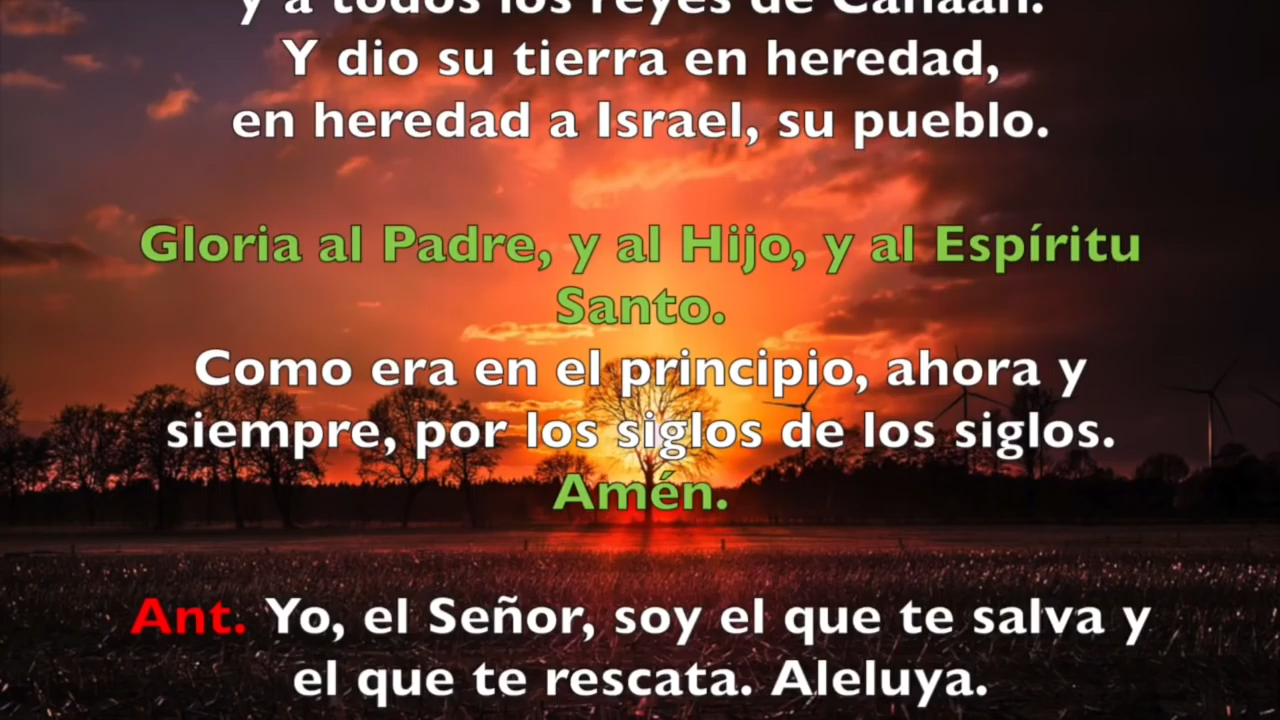 y a todos los reyes de Canaán.
Y dio su tierra en heredad,
en heredad a Israel, su pueblo.
Gloria al Padre, y al Hijo, y al Espíritu
Santo.
Como era en el principio, ahora y
siempre, por los siglos de los siglos.
Amén.
Ant. Yo, el Señor, soy el que te salva y
el que te rescata. Aleluya.